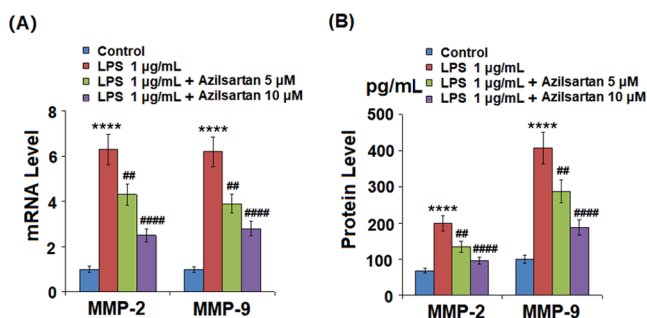 (A)
Control
LPS 1 μg/mL
LPS 1 μg/mL + Azilsartan 5 μM
LPS 1 μg/mL + Azilsartan 10 μM
mRNA Level
8
6
4
2
0
****
##
####
****
##
####
MMP-2
MMP-9
(B)
Control
LPS 1 μg/mL
LPS 1 μg/mL + Azilsartan 5 μM
LPS 1 μg/mL + Azilsartan 10 μM
pg/mL
Protein Level
500
400
300
200
100
0
****
##
####
****
##
####
MMP-2
MMP-9